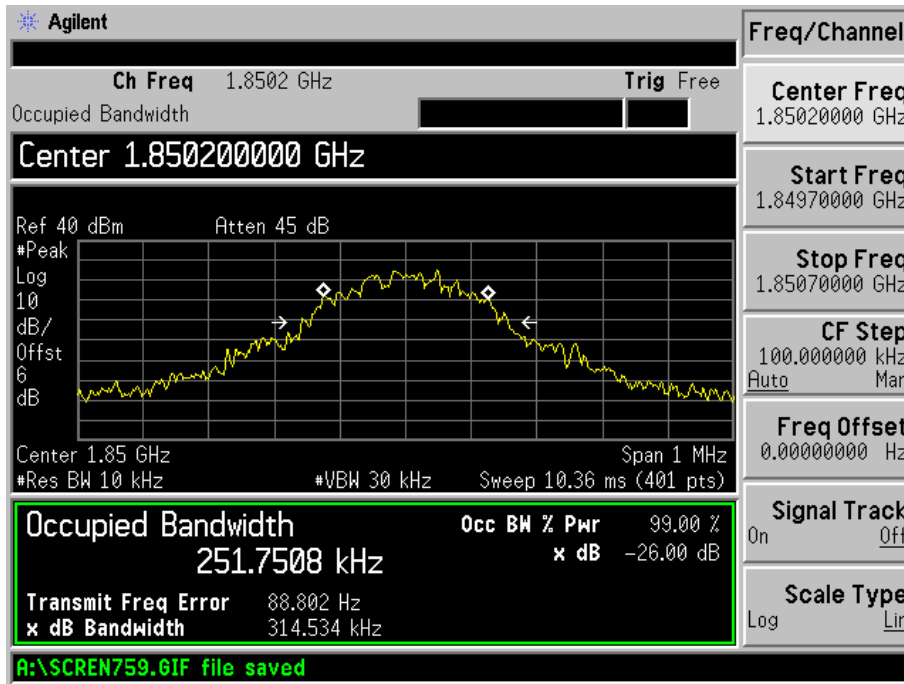 Agilent
Freq/Channel
Ch Freq 1.8502 GHz Trig Free
Occupied Bandwidth
Center 1.850200000 GHz
Ref 40 dBm Atten 45 dB
#Peak
Log
10
dB/
Offst
6
dB
Center 1.85 GHz Span 1 MHz
#Res BW 10 kHz #VBW 30 kHz Sweep 10.36 ms (401 pts)
Occupied Bandwidth Occ BW % Pwr 99.00 %
251.7508 kHz x dB -26.00 dB
Transmit Freq Error 88.802 Hz
x dB Bandwidth 314.534 kHz
A:\SCREN759.GIF file saved
Center Freq
1.85020000 GHz
Start Freq
1.84970000 GHz
Stop Freq
1.85070000 GHz
CF Step
100.000000 kHz
Auto Man
Freq Offset
0.00000000 Hz
Signal Track
On Off
Scale Type
Log Lin